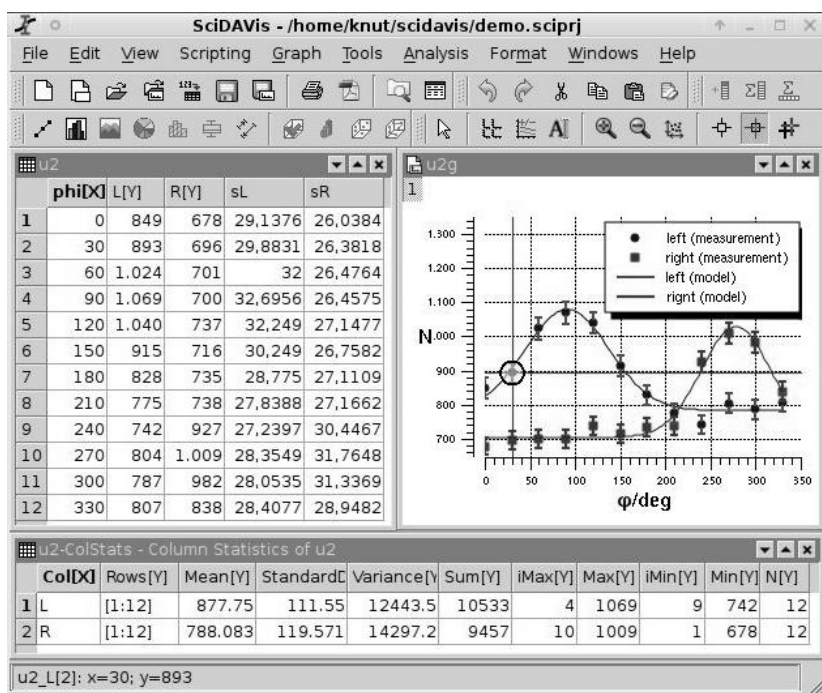 SciDAVis - /home/knut/scidavis/demo.sciprj
File Edit View Scripting Graph Tools Analysis Format Windows Help
u2
phi[X] L[Y] R[Y] sL sR
1 0 849 678 29,1376 26,0384
2 30 893 696 29,8831 26,3818
3 60 1.024 701 32 26,4764
4 90 1.069 700 32,6956 26,4575
5 120 1.040 737 32,249 27,1477
6 150 915 716 30,249 26,7582
7 180 828 735 28,775 27,1109
8 210 775 738 27,8388 27,1662
9 240 742 927 27,2397 30,4467
10 270 804 1.009 28,3549 31,7648
11 300 787 982 28,0535 31,3369
12 330 807 838 28,4077 28,9482
u2g
1
left (measurement)
right (measurement)
left (model)
rignt (model)
1.300
1.200
1.100
1.000
900
800
700
N
0 50 100 150 200 250 300 350
φ/deg
u2-ColStats - Column Statistics of u2
Col[X] Rows[Y] Mean[Y] StandardD Variance[Y Sum[Y] iMax[Y] Max[Y] iMin[Y] Min[Y] N[Y]
1 L [1:12] 877.75 111.55 12443.5 10533 4 1069 9 742 12
2 R [1:12] 788.083 119.571 14297.2 9457 10 1009 1 678 12
u2_L[2]: x=30; y=893